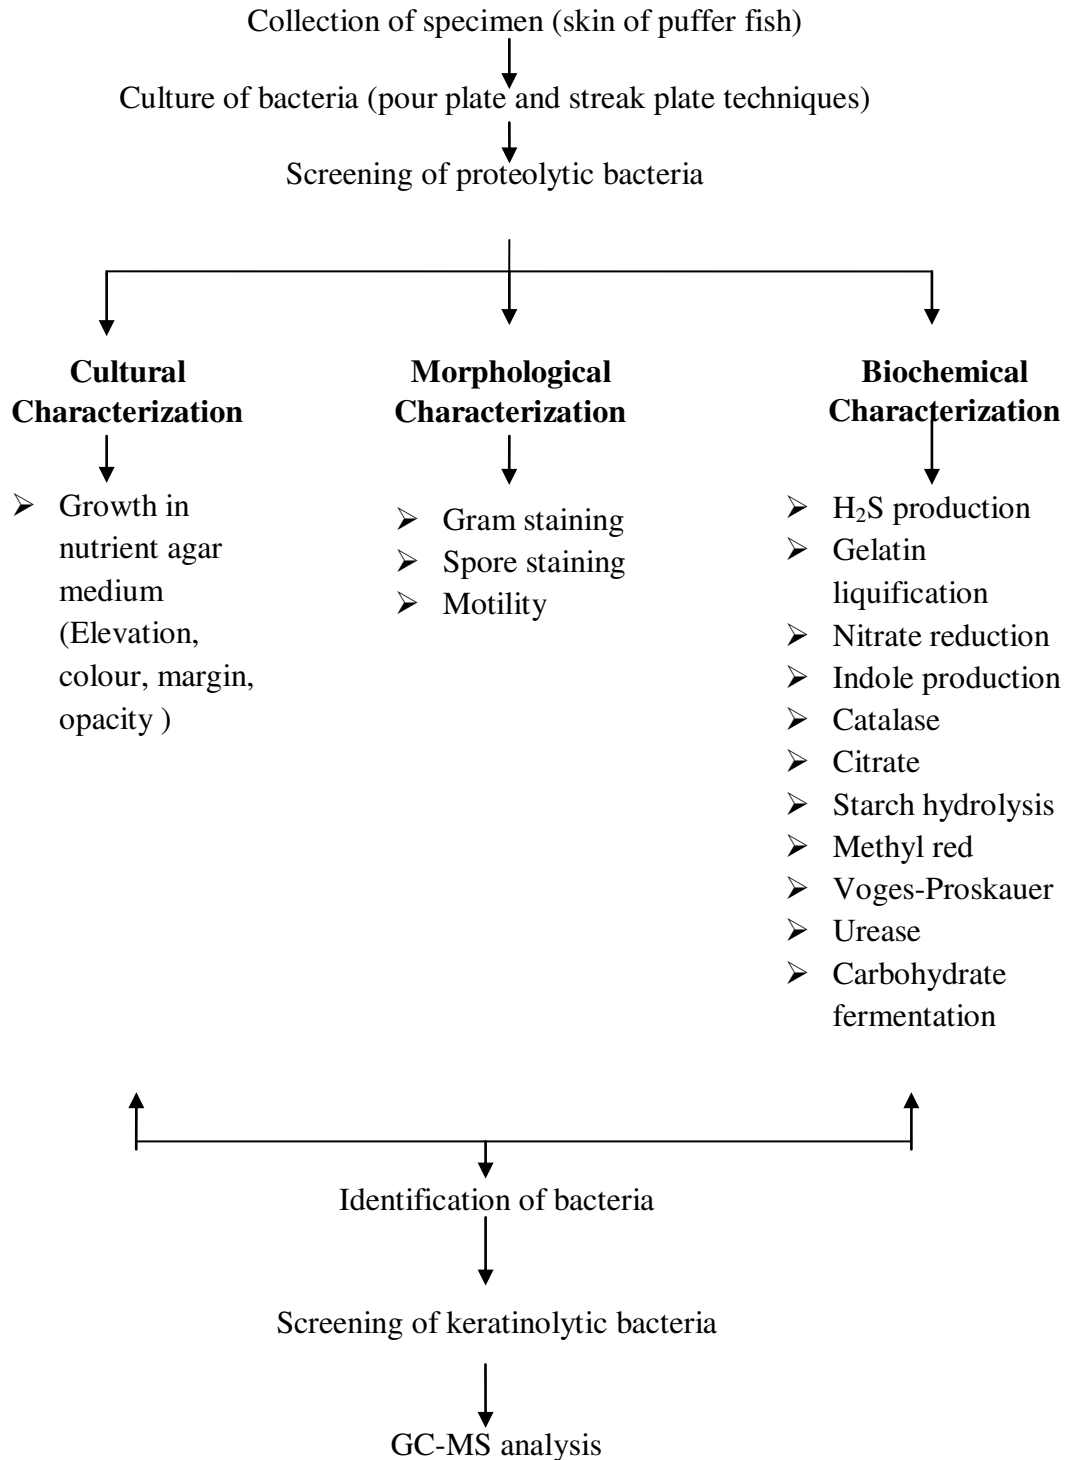 Collection of specimen (skin of puffer fish)
Culture of bacteria (pour plate and streak plate techniques)
Screening of proteolytic bacteria
Cultural
Characterization
➢ Growth in
nutrient agar
medium
(Elevation,
colour, margin,
opacity )
Morphological
Characterization
➢ Gram staining
➢ Spore staining
➢ Motility
Biochemical
Characterization
➢ H₂S production
➢ Gelatin
liquification
➢ Nitrate reduction
➢ Indole production
➢ Catalase
➢ Citrate
➢ Starch hydrolysis
➢ Methyl red
➢ Voges-Proskauer
➢ Urease
➢ Carbohydrate
fermentation
Identification of bacteria
Screening of keratinolytic bacteria
GC-MS analysis